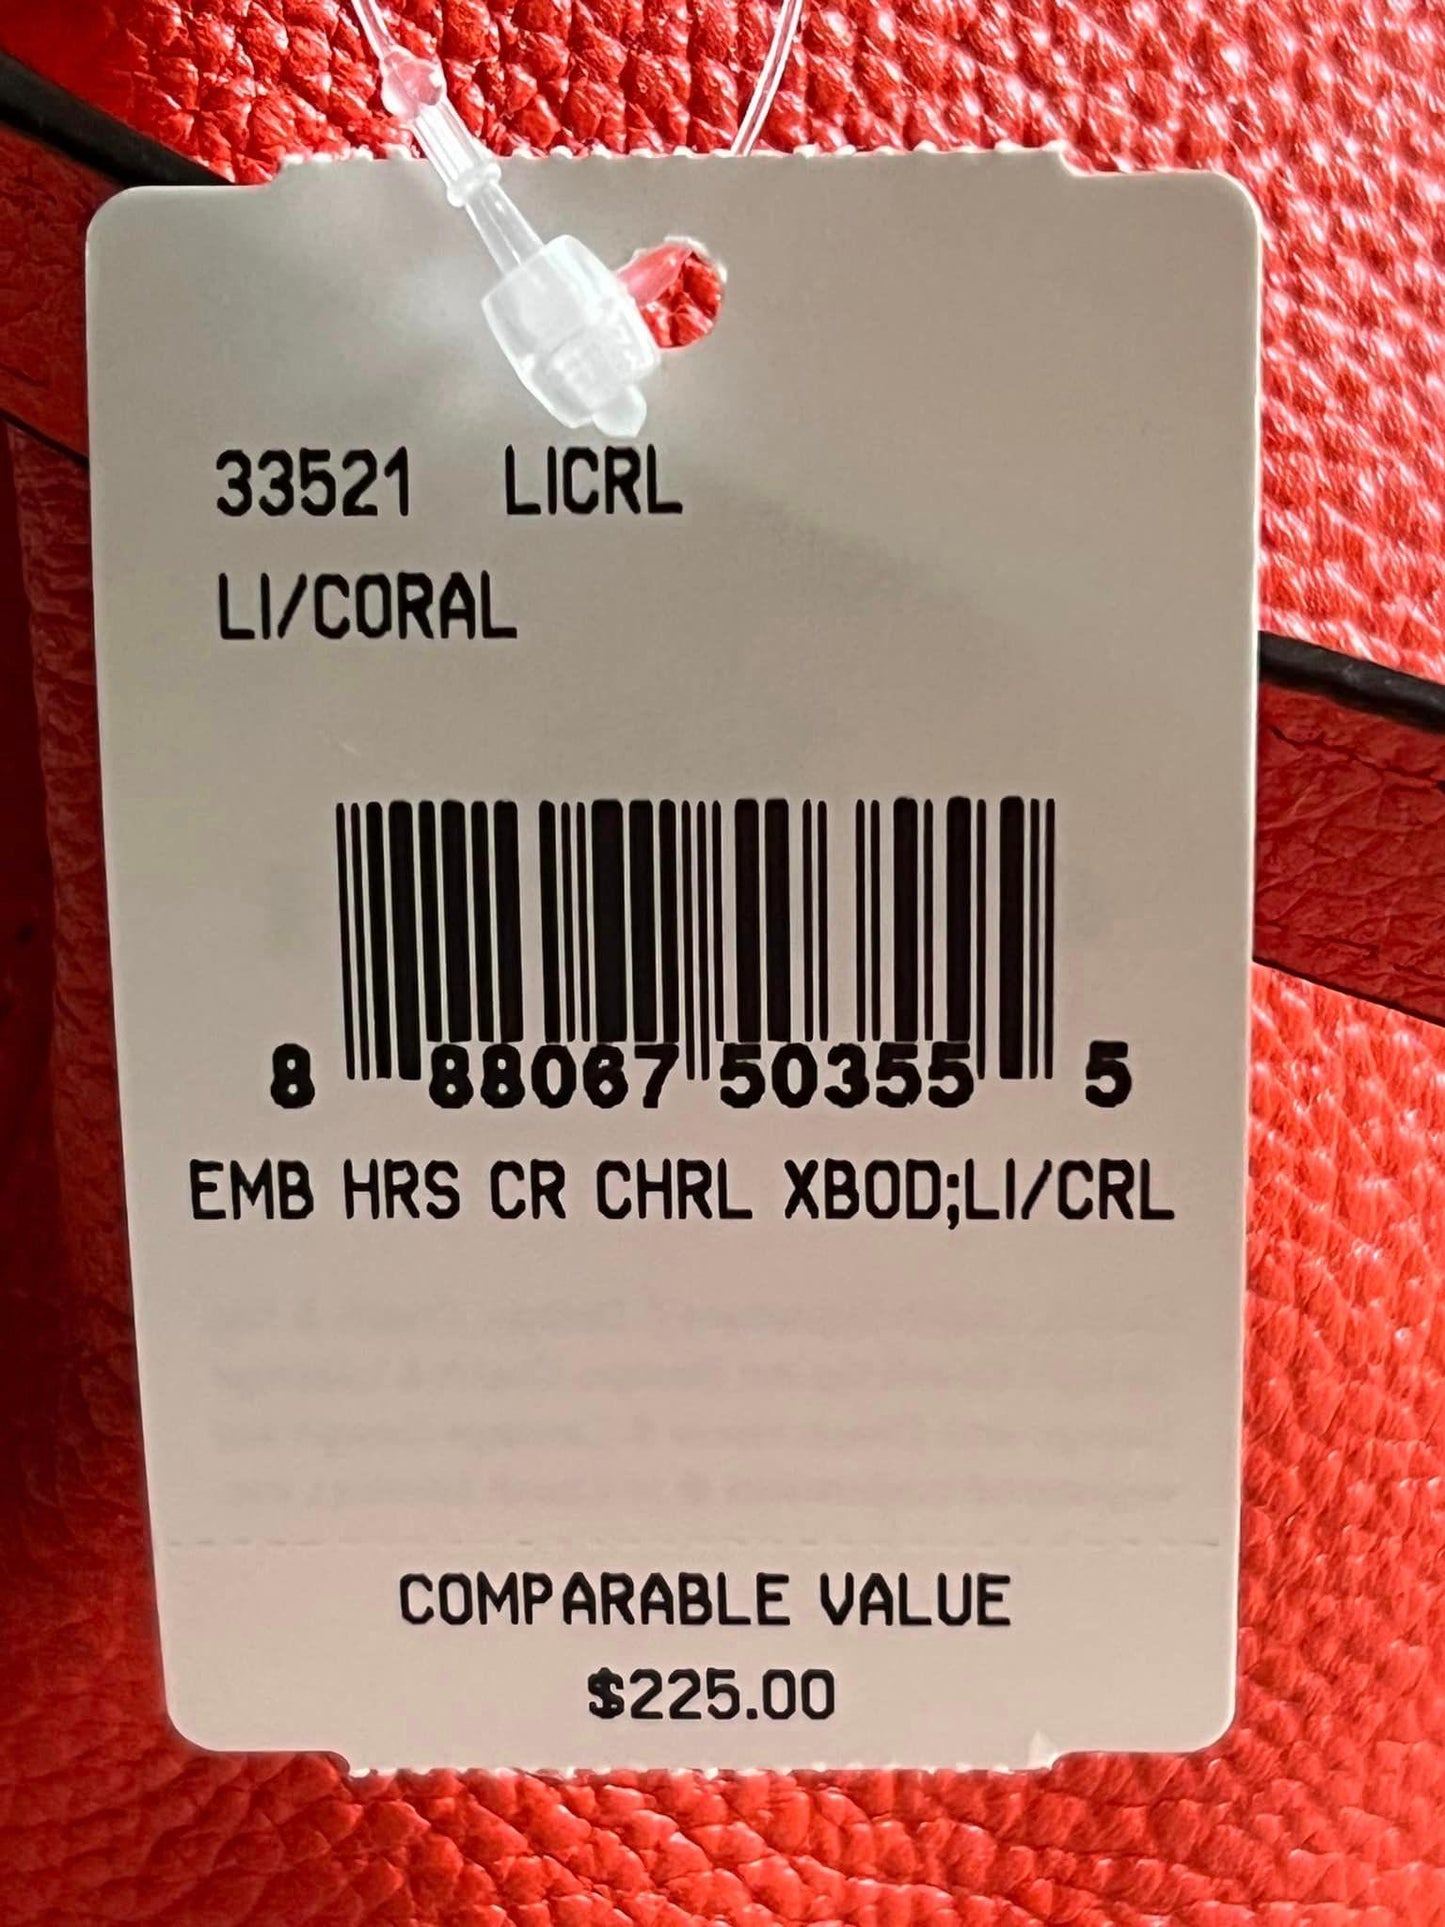 33521 LICRL
LI/CORAL
8 88067 50355 5
EMB HRS CR CHRL XBOD;LI/CRL
COMPARABLE VALUE
$225.00